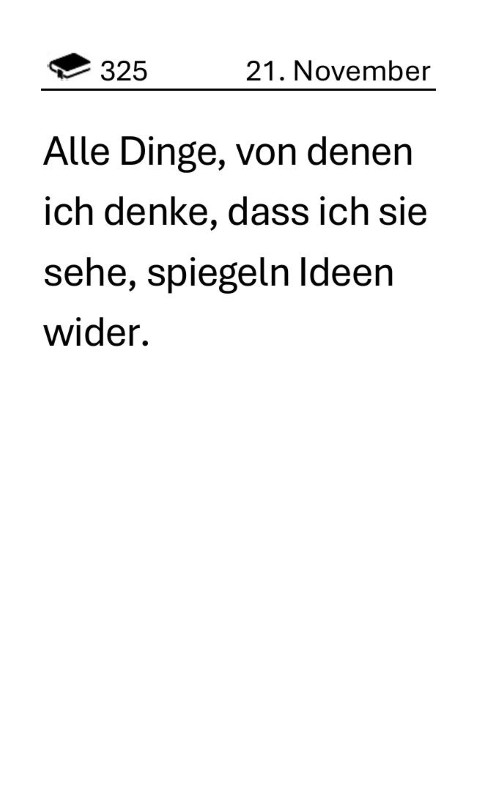 325 21. November
Alle Dinge, von denen
ich denke, dass ich sie
sehe, spiegeln Ideen
wider.